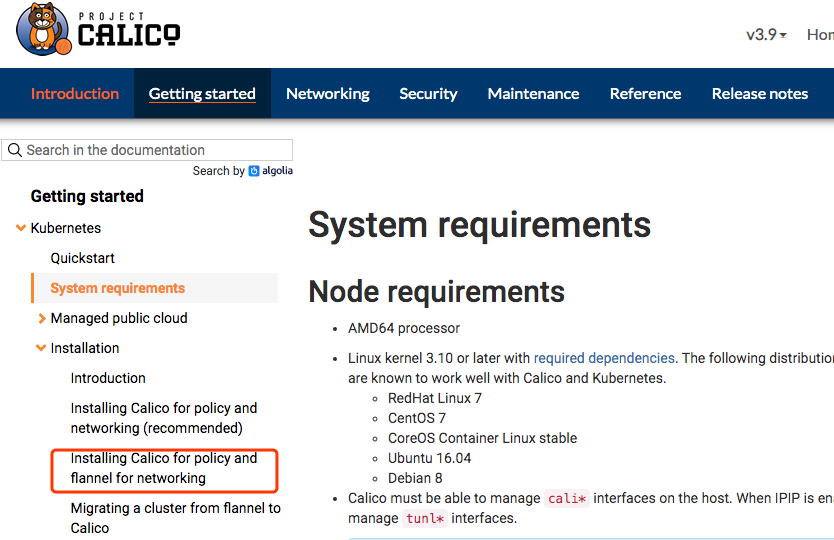 PROJECT
CALICO
v3.9
Introduction
Getting started
Networking
Security
Maintenance
Reference
Release notes
Search in the documentation
Search by algolia
Getting started
Kubernetes
Quickstart
System requirements
Managed public cloud
Installation
Introduction
Installing Calico for policy and
networking (recommended)
Installing Calico for policy and
flannel for networking
Migrating a cluster from flannel to
Calico
System requirements
Node requirements
• AMD64 processor
• Linux kernel 3.10 or later with required dependencies. The following
are known to work well with Calico and Kubernetes.
◦ RedHat Linux 7
◦ CentOS 7
◦ CoreOS Container Linux stable
◦ Ubuntu 16.04
◦ Debian 8
• Calico must be able to manage cali* interfaces on the host. When IPIP is
manage tunl* interfaces.